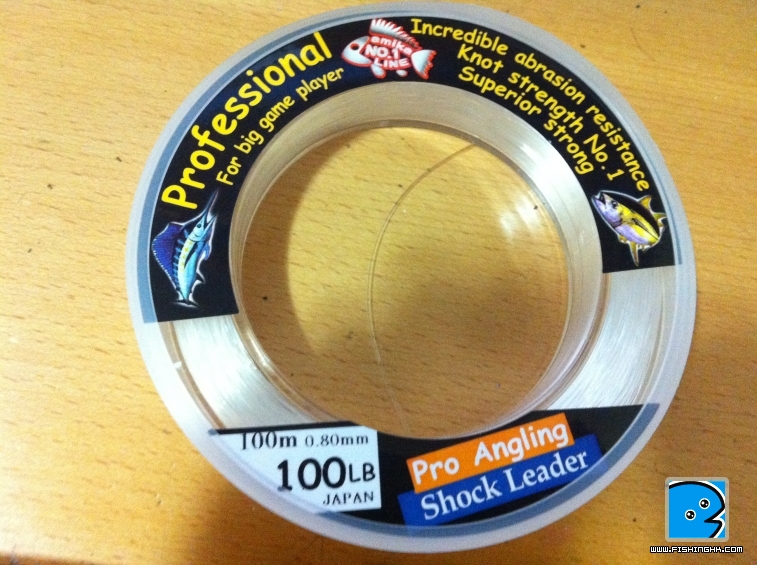 Professional
For big game player
amika
NO.1
LINE
Incredible abrasion resistance
Knot strength No.1
Superior strong
100m 0.80mm
100LB
JAPAN
Pro Angling
Shock Leader
www.FISHINGHK.com